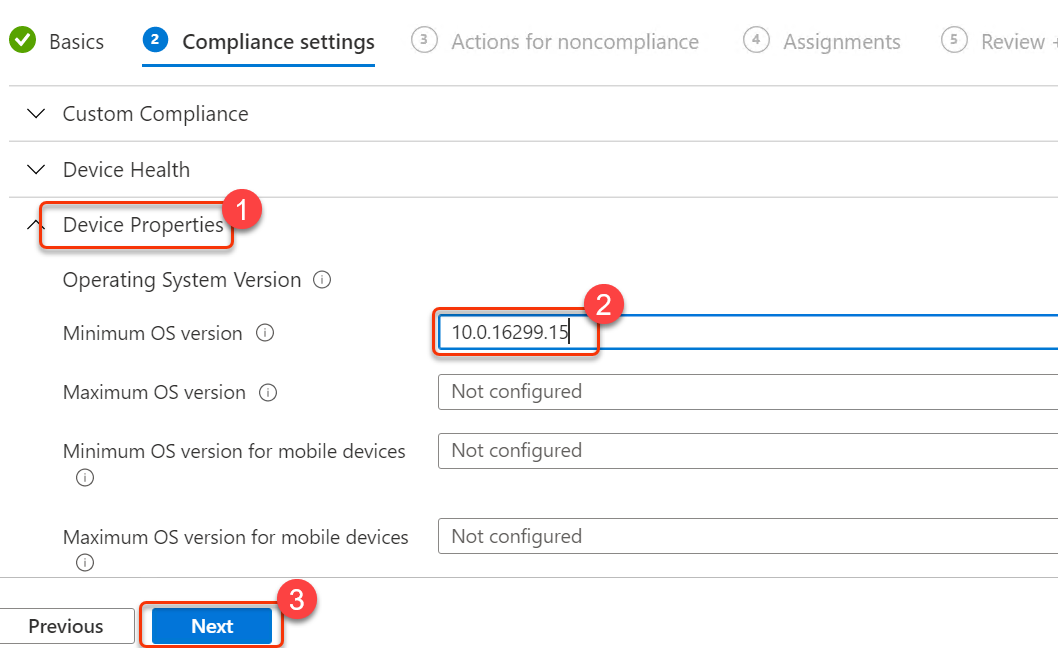 Basics
2 Compliance settings
3 Actions for noncompliance
4 Assignments
5 Review +
Custom Compliance
Device Health
Device Properties
1
Operating System Version
2
Minimum OS version
10.0.16299.15
Maximum OS version
Not configured
Minimum OS version for mobile devices
Not configured
Maximum OS version for mobile devices
Not configured
3
Previous
Next